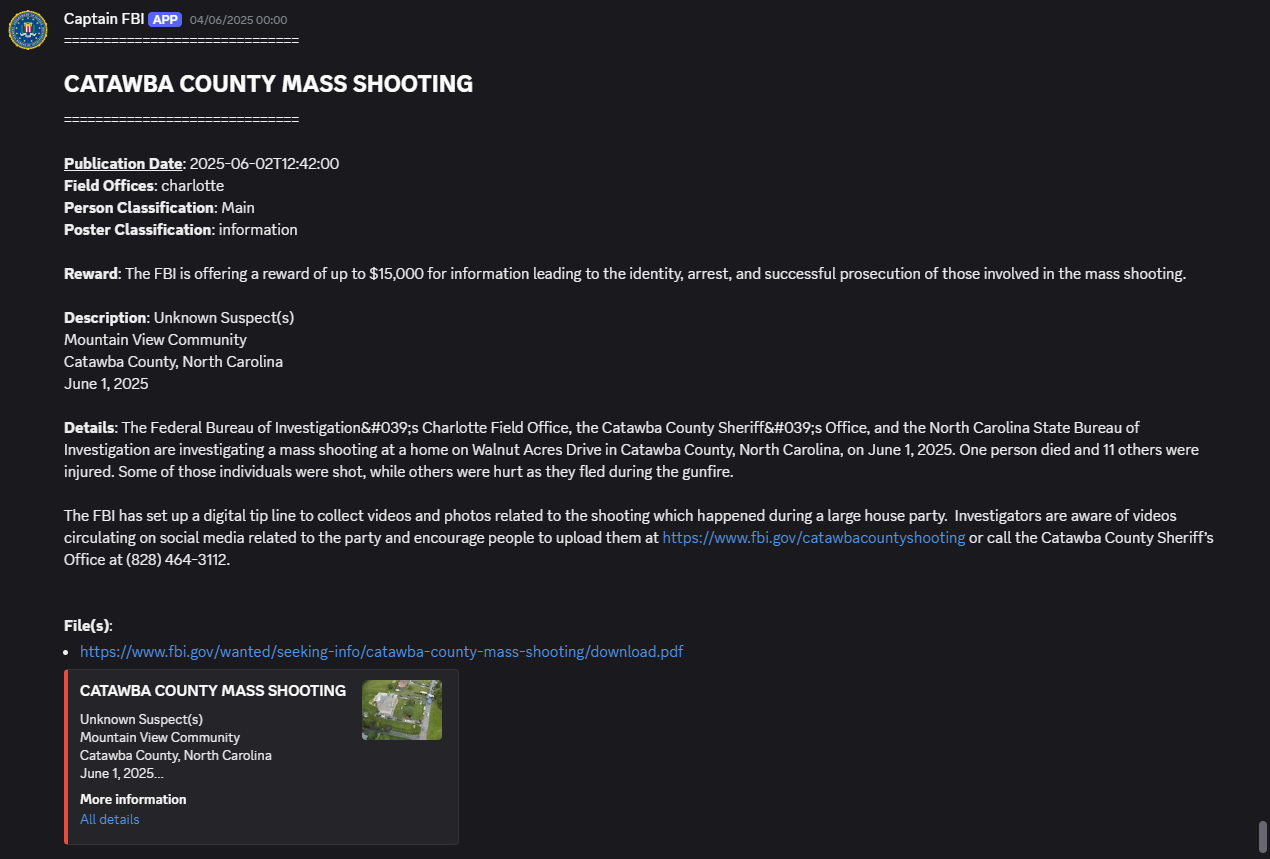 Captain FBI APP 04/06/2025 00:00
==============================
CATAWBA COUNTY MASS SHOOTING
==============================
Publication Date: 2025-06-02T12:42:00
Field Offices: charlotte
Person Classification: Main
Poster Classification: information
Reward: The FBI is offering a reward of up to $15,000 for information leading to the identity, arrest, and successful prosecution of those involved in the mass shooting.
Description: Unknown Suspect(s)
Mountain View Community
Catawba County, North Carolina
June 1, 2025
Details: The Federal Bureau of Investigation&#039;s Charlotte Field Office, the Catawba County Sheriff&#039;s Office, and the North Carolina State Bureau of
Investigation are investigating a mass shooting at a home on Walnut Acres Drive in Catawba County, North Carolina, on June 1, 2025. One person died and 11 others were
injured. Some of those individuals were shot, while others were hurt as they fled during the gunfire.
The FBI has set up a digital tip line to collect videos and photos related to the shooting which happened during a large house party.  Investigators are aware of videos
circulating on social media related to the party and encourage people to upload them at https://www.fbi.gov/catawbacountyshooting or call the Catawba County Sheriff’s
Office at (828) 464-3112.
File(s):
• https://www.fbi.gov/wanted/seeking-info/catawba-county-mass-shooting/download.pdf
CATAWBA COUNTY MASS SHOOTING
Unknown Suspect(s)
Mountain View Community
Catawba County, North Carolina
June 1, 2025...
More information
All details